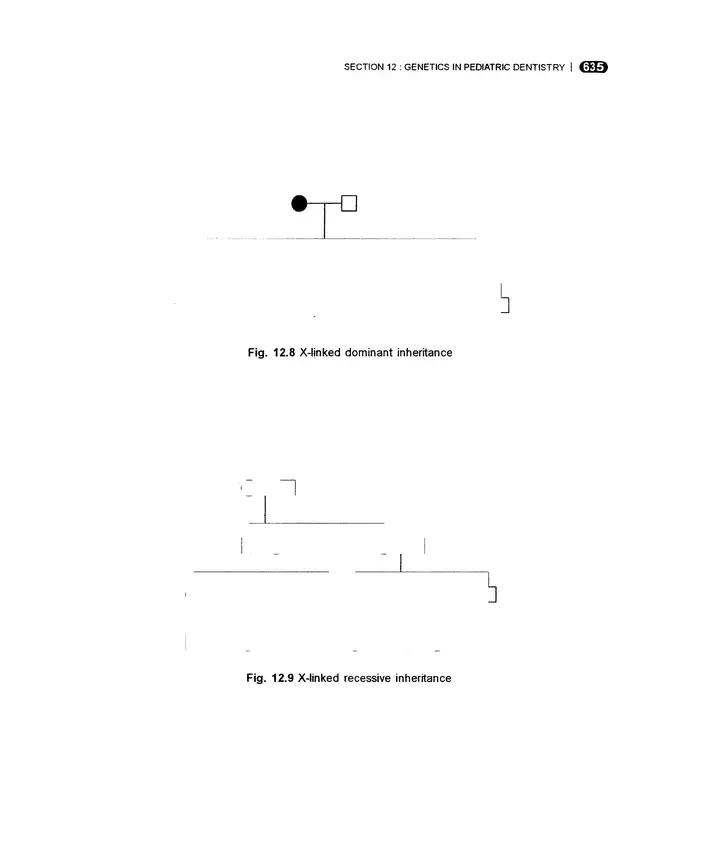 SECTION 12 : GENETICS IN PEDIATRIC DENTISTRY | 635
Fig. 12.8 X-linked dominant inheritance
Fig. 12.9 X-linked recessive inheritance